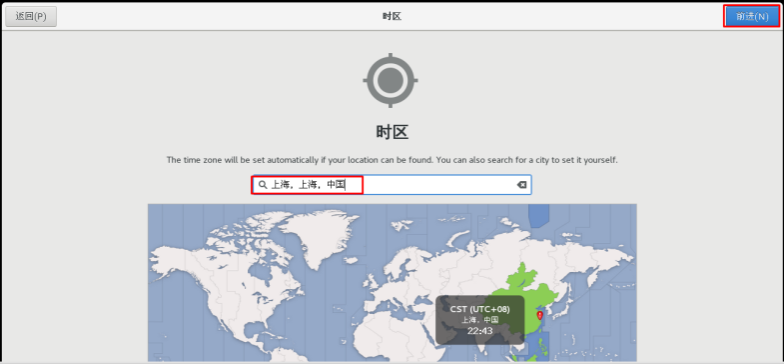 返回(P)
时区
前进(N)
时区
The time zone will be set automatically if your location can be found. You can also search for a city to set it yourself.
上海，上海，中国
CST (UTC+08)
上海，中国
22:43